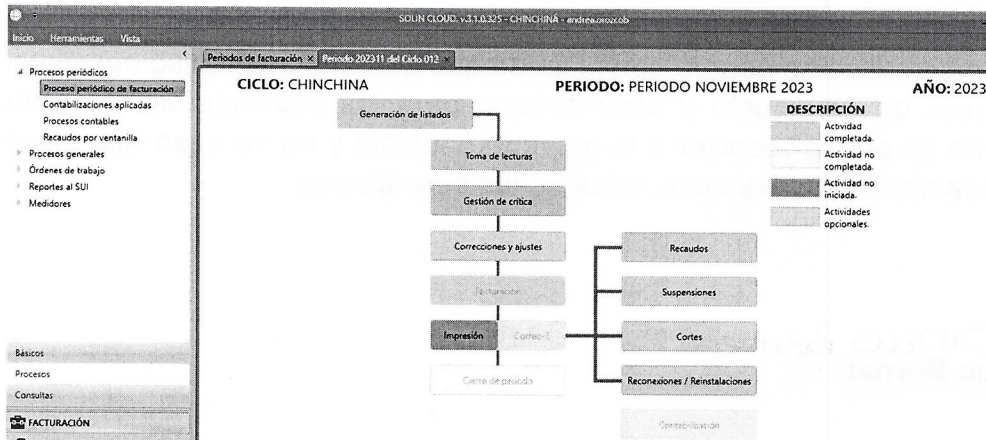 SOLIN CLOUD. v.3.1.0.325 - CHINCHINÁ - andrea.orozcob
Inicio Herramientas Vista
Periodos de facturación × Periodo 202311 del Ciclo 012 ×
Procesos periódicos
Proceso periódico de facturación
Contabilizaciones aplicadas
Procesos contables
Recaudos por ventanilla
Procesos generales
Órdenes de trabajo
Reportes al SUI
Medidores
Básicos
Procesos
Consultas
FACTURACIÓN
CICLO: CHINCHINA PERIODO: PERIODO NOVIEMBRE 2023 AÑO: 2023
DESCRIPCIÓN
Actividad
completada.
Actividad no
completada.
Actividad no
iniciada.
Actividades
opcionales.
Generación de listados
Toma de lecturas
Gestión de crítica
Correcciones y ajustes
Facturación
Impresión Correo-E
Cierre de periodo
Recaudos
Suspensiones
Cortes
Reconexiones / Reinstalaciones
Contabilización